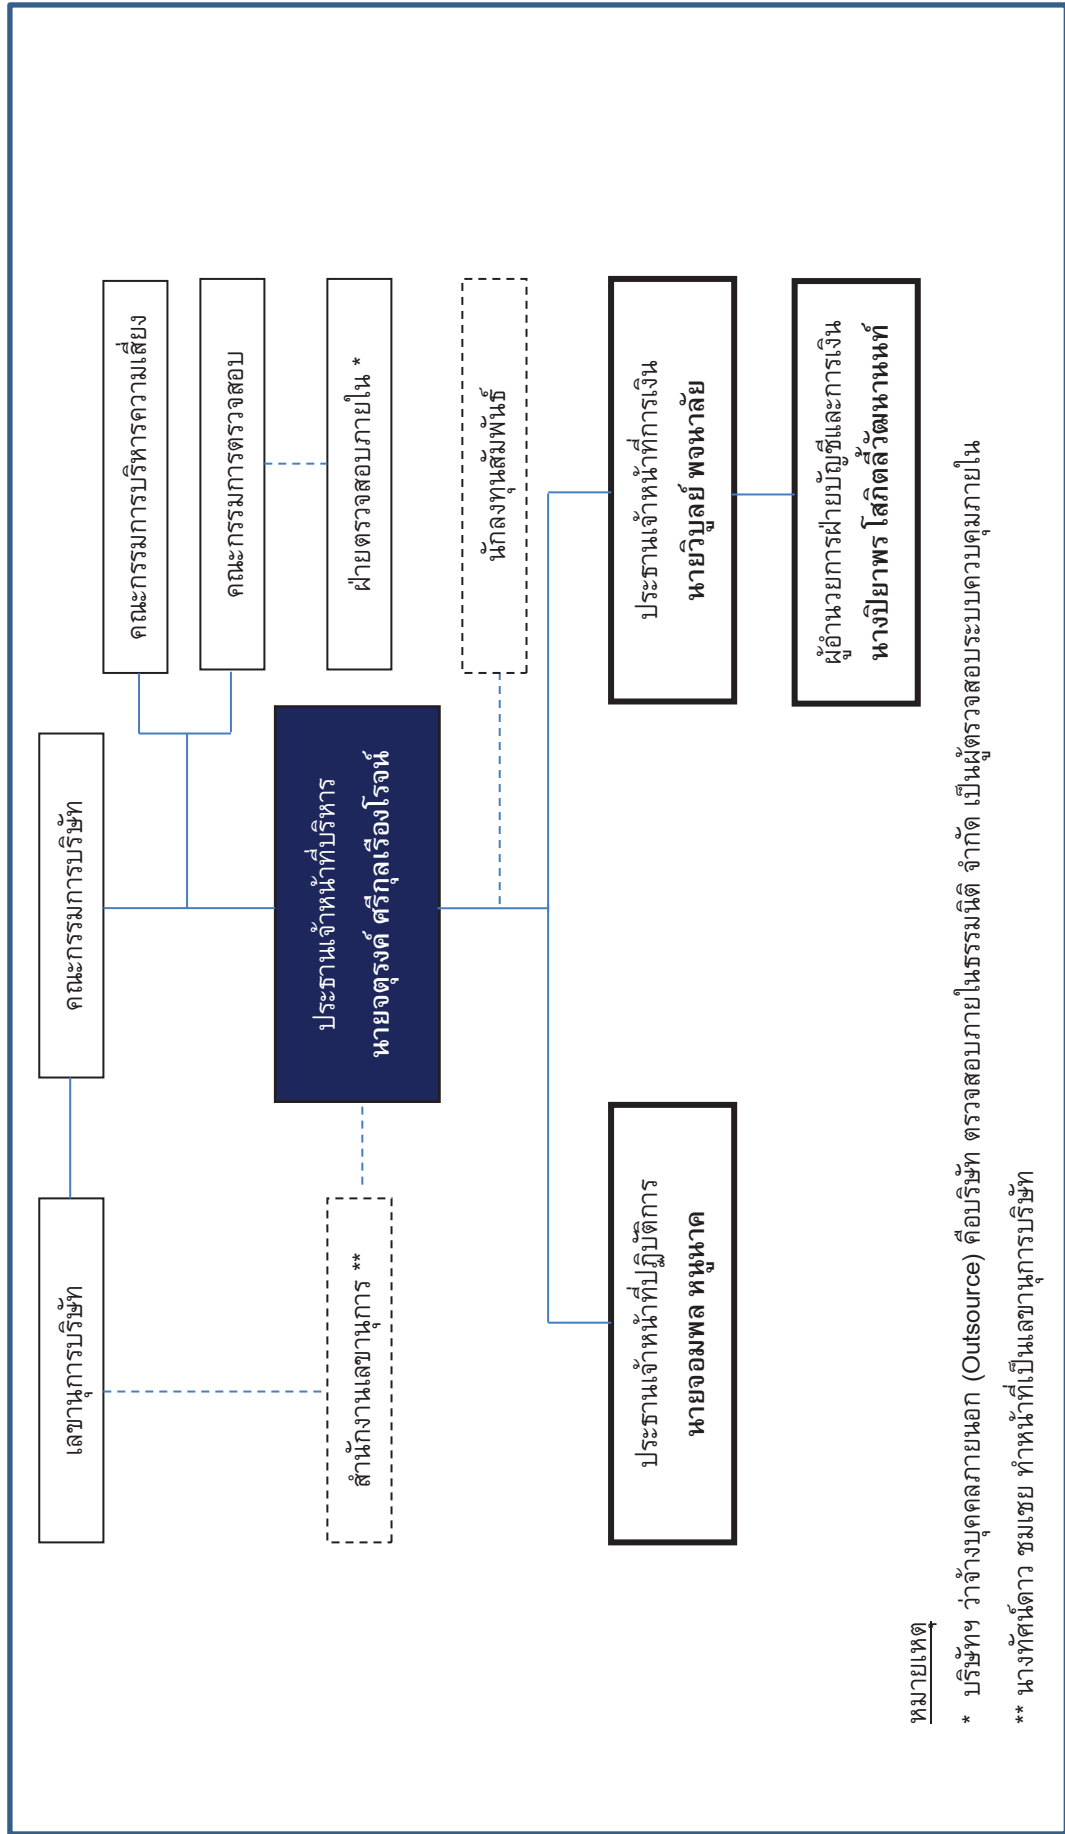 เลขานุการบริษัท
คณะกรรมการบริษัท
คณะกรรมการบริหารความเสี่ยง
คณะกรรมการตรวจสอบ
ฝ่ายตรวจสอบภายใน *
สำนักงานเลขานุการ **
ประธานเจ้าหน้าที่บริหาร
นายจตุรงค์ ศรีกุลเรืองโรจน์
นักลงทุนสัมพันธ์
ประธานเจ้าหน้าที่ปฏิบัติการ
นายจอมพล หนูนาค
ประธานเจ้าหน้าที่การเงิน
นายวิบูลย์ พจนาลัย
ผู้อำนวยการฝ่ายบัญชีและการเงิน
นางปิยาพร โสภิตลีวัฒนานนท์
หมายเหตุ
* บริษัทฯ ว่าจ้างบุคคลภายนอก (Outsource) คือบริษัท ตรวจสอบภายในธรรมนิติ จำกัด เป็นผู้ตรวจสอบระบบควบคุมภายใน
** นางทัศน์ดาว ชมเชย ทำหน้าที่เป็นเลขานุการบริษัท